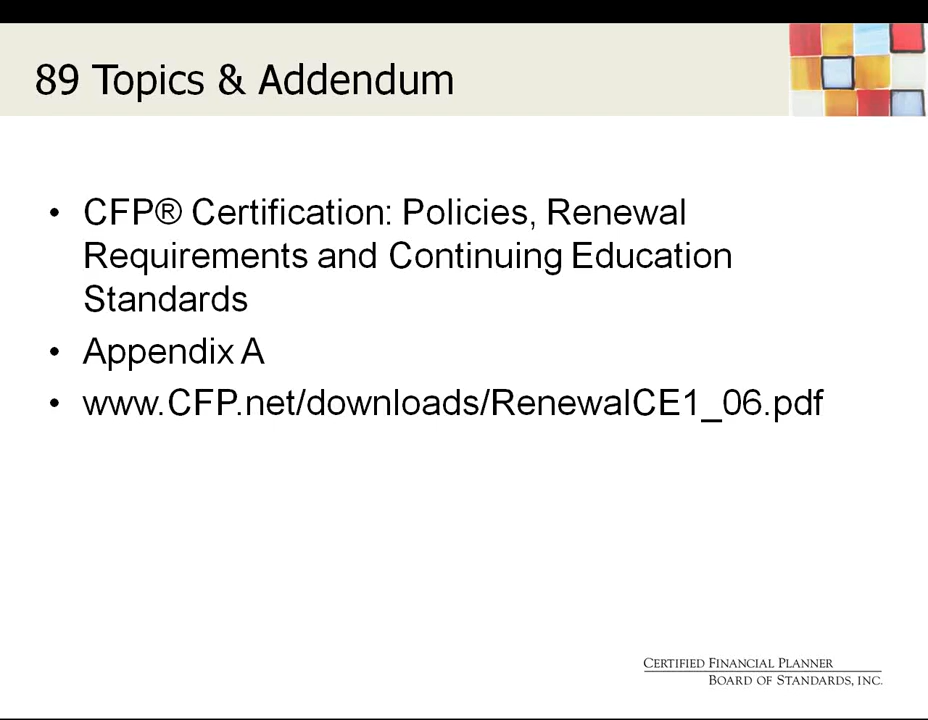 89 Topics & Addendum
• CFP® Certification: Policies, Renewal
Requirements and Continuing Education
Standards
• Appendix A
• www.CFP.net/downloads/RenewalCE1_06.pdf
CERTIFIED FINANCIAL PLANNER
BOARD OF STANDARDS, INC.